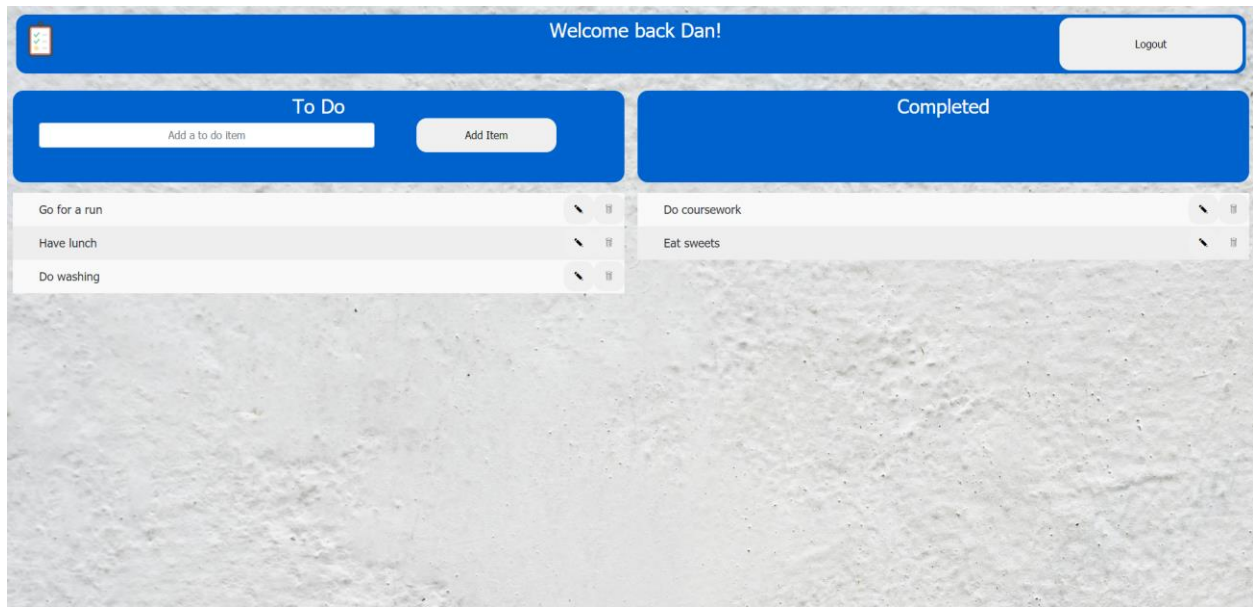 Welcome back Dan!
Logout
To Do
Add a to do item
Add Item
Go for a run
Have lunch
Do washing
Completed
Do coursework
Eat sweets